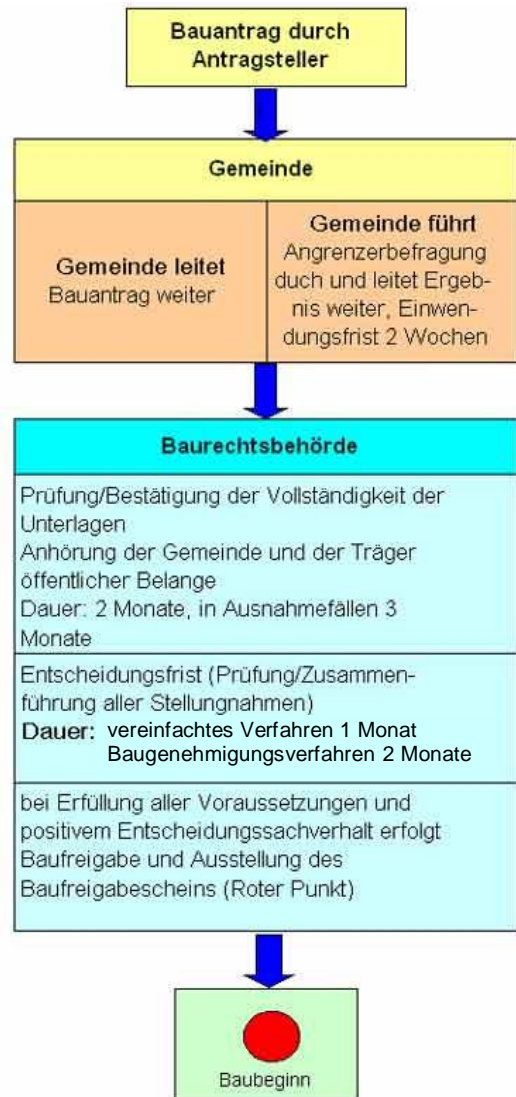 Bauantrag durch
Antragsteller
Gemeinde
Gemeinde leitet
Bauantrag weiter
Gemeinde führt
Angrenzerbefragung
duch und leitet Ergeb-
nis weiter, Einwen-
dungsfrist 2 Wochen
Baurechtsbehörde
Prüfung/Bestätigung der Vollständigkeit der
Unterlagen
Anhörung der Gemeinde und der Träger
öffentlicher Belange
Dauer: 2 Monate, in Ausnahmefällen 3
Monate
Entscheidungsfrist (Prüfung/Zusammen-
führung aller Stellungnahmen)
Dauer: vereinfachtes Verfahren 1 Monat
Baugenehmigungsverfahren 2 Monate
bei Erfüllung aller Voraussetzungen und
positivem Entscheidungssachverhalt erfolgt
Baufreigabe und Ausstellung des
Baufreigabescheins (Roter Punkt)
Baubeginn